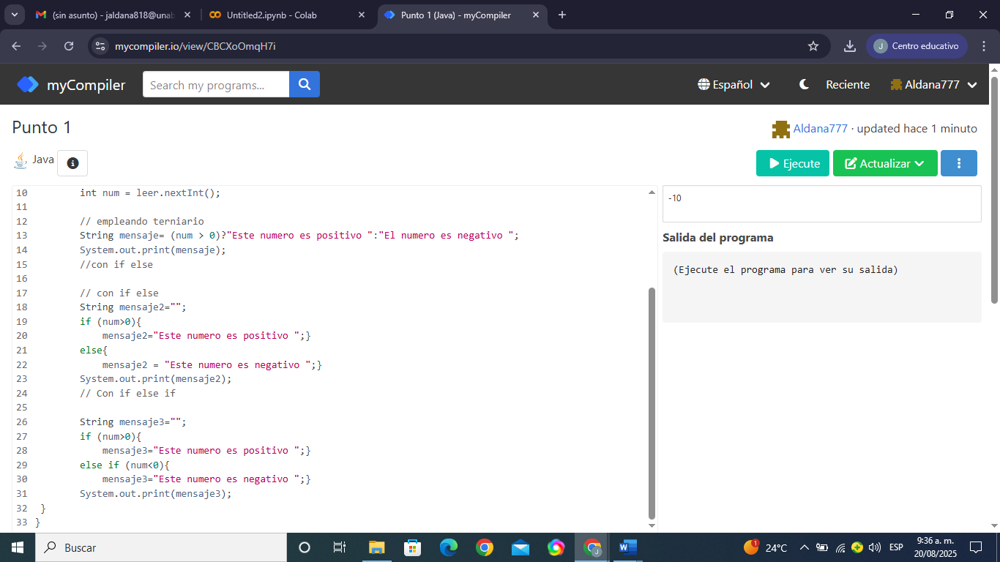 (sin asunto) - jaldana818@unab
Untitled2.ipynb - Colab
Punto 1 (Java) - myCompiler
mycompiler.io/view/CBCXoOmqH7i
J Centro educativo
myCompiler
Search my programs...
Español
Reciente
Aldana777
Punto 1
Aldana777 · updated hace 1 minuto
Java
Ejecute
Actualizar
10 int num = leer.nextInt();
11
12 // empleando terniario
13 String mensaje= (num > 0)?"Este numero es positivo ":"El numero es negativo ";
14 System.out.print(mensaje);
15 //con if else
16
17 // con if else
18 String mensaje2="";
19 if (num>0){
20 mensaje2="Este numero es positivo ";}
21 else{
22 mensaje2 = "Este numero es negativo ";}
23 System.out.print(mensaje2);
24 // Con if else if
25
26 String mensaje3="";
27 if (num>0){
28 mensaje3="Este numero es positivo ";}
29 else if (num<0){
30 mensaje3="Este numero es negativo ";}
31 System.out.print(mensaje3);
32 }
33 }
-10
Salida del programa
(Ejecute el programa para ver su salida)
Buscar
1
24°C
ESP
9:36 a. m.
20/08/2025